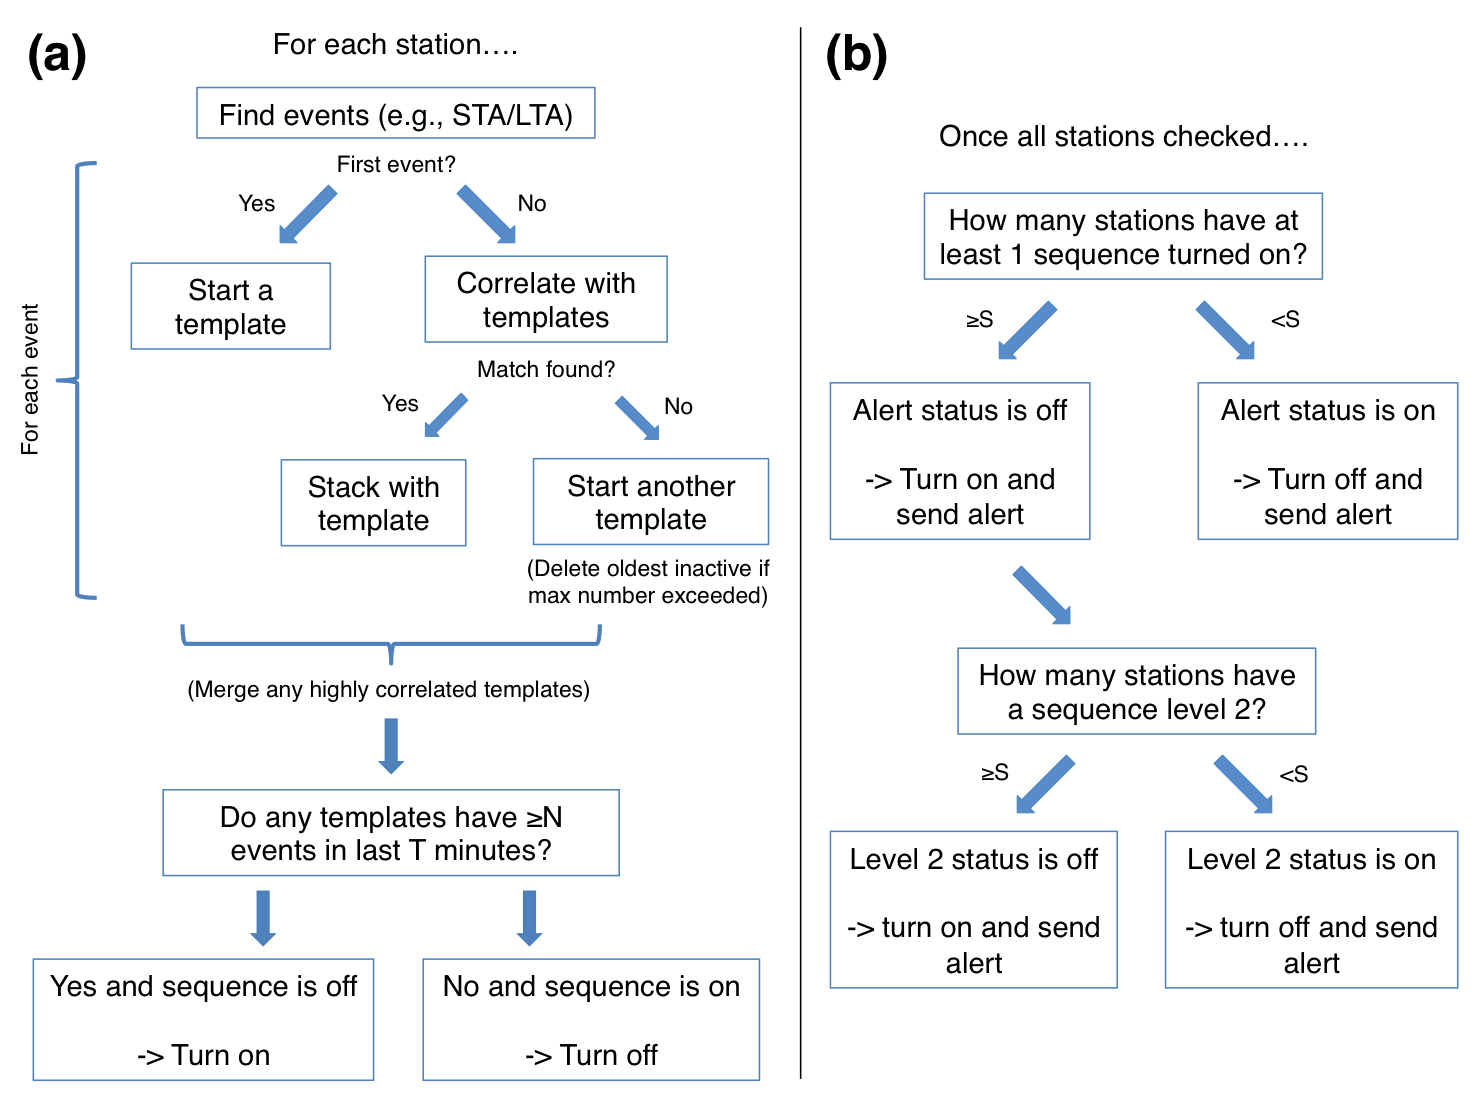 (a)
For each station….
Find events (e.g., STA/LTA)
First event?
Yes
No
Start a
template
Correlate with
templates
Match found?
Yes
No
Stack with
template
Start another
template
(Delete oldest inactive if
max number exceeded)
For each event
(Merge any highly correlated templates)
Do any templates have ≥N
events in last T minutes?
Yes and sequence is off
-> Turn on
No and sequence is on
-> Turn off
(b)
Once all stations checked….
How many stations have at
least 1 sequence turned on?
≥S
<S
Alert status is off
-> Turn on and
send alert
Alert status is on
-> Turn off and
send alert
How many stations have
a sequence level 2?
≥S
<S
Level 2 status is off
-> turn on and send
alert
Level 2 status is on
-> turn off and send
alert